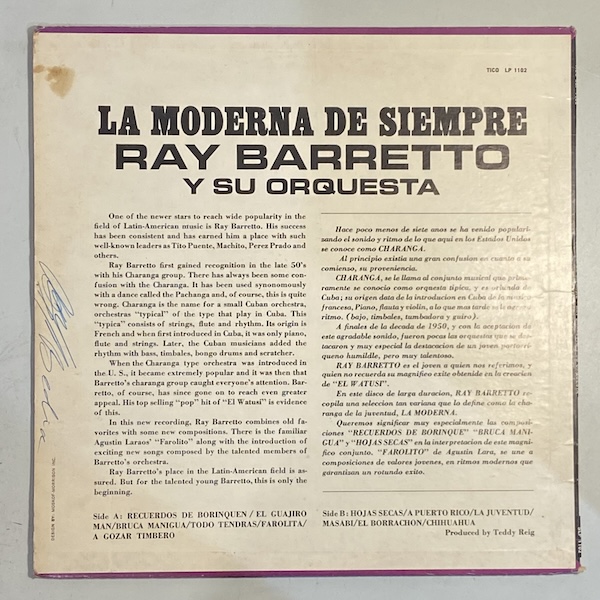 TICO LP 1102
LA MODERNA DE SIEMPRE
RAY BARRETTO
Y SU ORQUESTA
One of the newer stars to reach wide popularity in the
field of Latin-American music is Ray Barretto. His success
has been consistent and has earned him a place with such
well-known leaders as Tito Puente, Machito, Perez Prado and
others.
Ray Barretto first gained recognition in the late 50's
with his Charanga group. There has always been some con-
fusion with the Charanga. It has been used synonomously
with a dance called the Pachanga and, of course, this is quite
wrong. Charanga is the name for a small Cuban orchestra,
orchestras "typical" of the type that play in Cuba. This
"typica" consists of strings, flute and rhythm. Its origin is
French and when first introduced in Cuba, it was only piano,
flute and strings. Later, the Cuban musicians added the
rhythm with bass, timbales, bongo drums and scratcher.
When the Charanga type orchestra was introduced in
the U. S., it became extremely popular and it was then that
Barretto's charanga group caught everyone's attention. Bar-
retto, of course, has since gone on to reach even greater
appeal. His top selling "pop" hit of "El Watusi" is evidence
of this.
In this new recording, Ray Barretto combines old fa-
vorites with some new compositions. There is the familiar
Agustin Laraos' "Farolito" along with the introduction of
exciting new songs composed by the talented members of
Barretto's orchestra.
Ray Barretto's place in the Latin-American field is as-
sured. But for the talented young Barretto, this is only the
beginning.
Side A: RECUERDOS DE BORINQUEN / EL GUAJIRO
MAN/BRUCA MANIGUA/TODO TENDRAS/FAROLITA/
A GOZAR TIMBERO
Hace poco menos de siete anos se ha venido populari-
zando el sonido y ritmo de lo que aqui en los Estados Unidos
se conoce como CHARANGA.
Al principio existia una gran confusion en cuanto a su
comienso, su proveniencia.
CHARANGA, se le llama al conjunto musical que prime-
ramente se conocio como orquesta tipica, y es oriunda de
Cuba; su origen data de la introducion en Cuba de la musica
francesa, Piano, flauta y violin, a lo que mas tarde se le agrego
ritmo. (bajo, timbales, tumbadora y guiro).
A finales de la decada de 1950, y con la aceptacion de
este agradable sonido, fueron pocas las orquestas que se des-
tacaron y muy especial la destacacion de un joven portorri-
queno humildde, pero muy talentoso.
RAY BARRETTO es el joven a quien nos referimos, y
quien no recuerda su magnifico exito obtenido en la creacion
de "EL WATUSI".
En este disco de larga duracion, RAY BARRETTO re-
copila una seleccion tan variana que la define como la cha-
ranga de la juventud, LA MODERNA.
Queremos significar muy especialmente las composi-
ciones "RECUERDOS DE BORINQUE" "BRUCA MANI-
GUA" y "HOJAS SECAS" en la interpretacion de este magni-
fico conjunto. "FAROLITO" de Agustin Lara, se une a
composiciones de valores jovenes, en ritmos modernos que
garantizan un rotundo exito.
Side B: HOJAS SECAS/A PUERTO RICO/LA JUVENTUD/
MASABI/EL BORRACHON/CHIHUAHUA
Produced by Teddy Reig
DESIGN BY: MOSKOF-MORRISON INC.